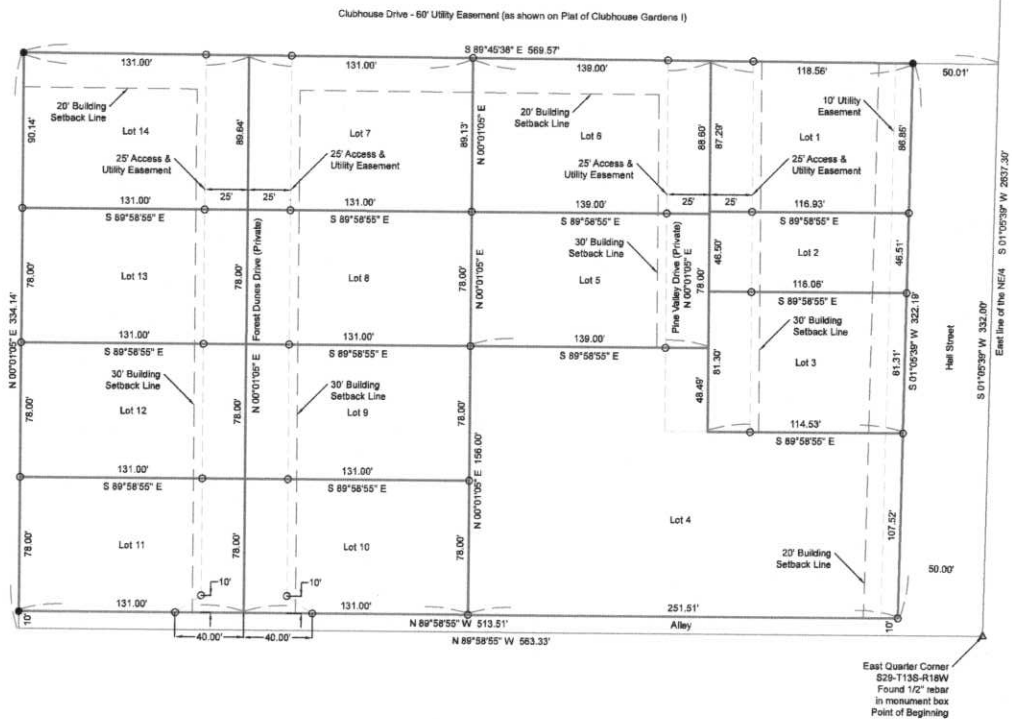 Clubhouse Drive - 60' Utility Easement (as shown on Plat of Clubhouse Gardens I)
S 89°45'38" E 569.57'
131.00'
131.00'
139.00'
118.56'
50.01'
20' Building
Setback Line
20' Building
Setback Line
10' Utility
Easement
90.14'
Lot 14
89.64'
Lot 7
89.13'
N 00°01'05" E
Lot 6
88.60'
87.29'
Lot 1
86.86'
25' Access &
Utility Easement
25' Access &
Utility Easement
25' Access &
Utility Easement
25' Access &
Utility Easement
25'
25'
25'
25'
131.00'
131.00'
139.00'
116.93'
S 89°58'55" E
S 89°58'55" E
S 89°58'55" E
S 89°58'55" E
78.00'
Lot 13
Forest Dunes Drive (Private)
N 00°01'05" E
Lot 8
78.00'
N 00°01'05" E
Lot 5
30' Building
Setback Line
Pine Valley Drive (Private)
N 00°01'05" E
78.00'
46.50'
Lot 2
46.51'
116.06'
S 89°58'55" E
N 00°01'05" E 334.14'
131.00'
131.00'
139.00'
S 89°58'55" E
S 89°58'55" E
S 89°58'55" E
30' Building
Setback Line
Lot 3
81.30'
81.31'
S 01°05'39" W 322.19'
Hall Street
S 01°05'39" W 332.00'
East line of the NE/4 S 01°05'39" W 2637.30'
30' Building
Setback Line
30' Building
Setback Line
78.00'
Lot 12
78.00'
Lot 9
78.00'
48.49'
114.53'
S 89°58'55" E
131.00'
131.00'
S 89°58'55" E
S 89°58'55" E
N 00°01'05" E 156.00'
78.00'
Lot 11
78.00'
Lot 10
78.00'
Lot 4
107.52'
20' Building
Setback Line
50.00'
10'
10'
131.00'
131.00'
251.51'
10'
40.00'
40.00'
N 89°58'55" W 513.51'
Alley
10'
N 89°58'55" W 563.33'
East Quarter Corner
S29-T13S-R18W
Found 1/2" rebar
in monument box
Point of Beginning